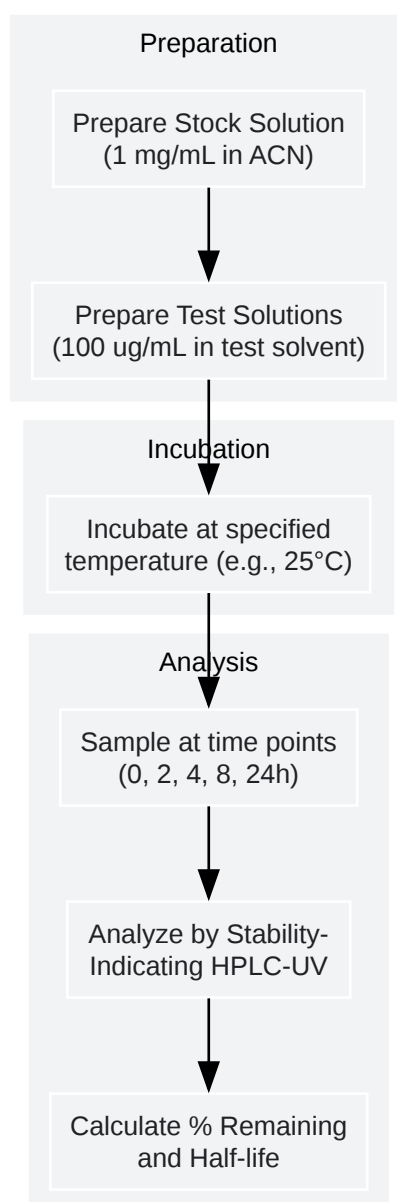 Preparation
Prepare Stock Solution
(1 mg/mL in ACN)
Prepare Test Solutions
(100 ug/mL in test solvent)
Incubation
Incubate at specified
temperature (e.g., 25°C)
Analysis
Sample at time points
(0, 2, 4, 8, 24h)
Analyze by Stability-
Indicating HPLC-UV
Calculate % Remaining
and Half-life